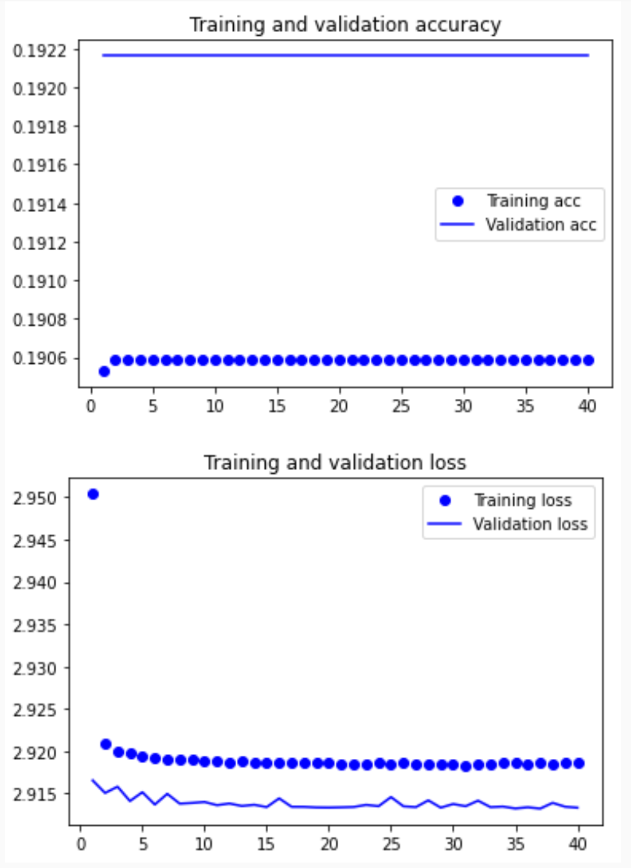 Training and validation accuracy
0.1922
0.1920
0.1918
0.1916
0.1914
0.1912
0.1910
0.1908
0.1906
Training acc
Validation acc
0 5 10 15 20 25 30 35 40
Training and validation loss
2.950
2.945
2.940
2.935
2.930
2.925
2.920
2.915
Training loss
Validation loss
0 5 10 15 20 25 30 35 40